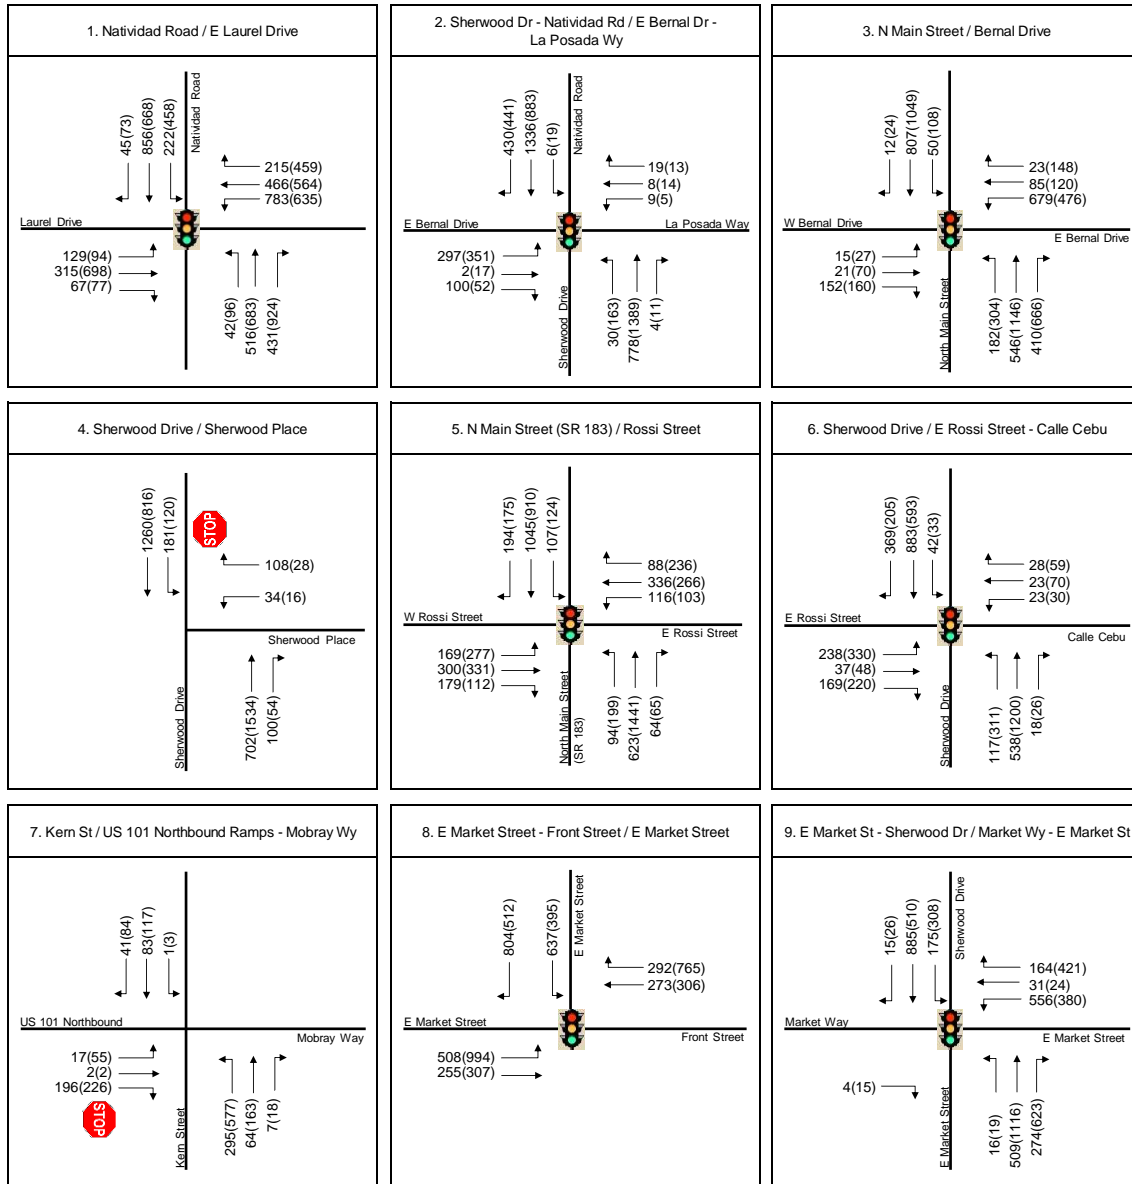 1. Natividad Road / E Laurel Drive
45(73)
856(668)
222(458)
Natividad Road
215(459)
466(564)
783(635)
Laurel Drive
129(94)
315(698)
67(77)
42(96)
516(683)
431(924)
2. Sherwood Dr - Natividad Rd / E Bernal Dr -
La Posada Wy
430(441)
1336(883)
6(19)
Natividad Road
19(13)
8(14)
9(5)
E Bernal Drive
La Posada Way
297(351)
2(17)
100(52)
Sherwood Drive
30(163)
778(1389)
4(11)
3. N Main Street / Bernal Drive
12(24)
807(1049)
50(108)
23(148)
85(120)
679(476)
W Bernal Drive
E Bernal Drive
15(27)
21(70)
152(160)
North Main Street
182(304)
546(1146)
410(666)
4. Sherwood Drive / Sherwood Place
1260(816)
181(120)
STOP
108(28)
34(16)
Sherwood Place
Sherwood Drive
702(1534)
100(54)
5. N Main Street (SR 183) / Rossi Street
194(175)
1045(910)
107(124)
88(236)
336(266)
116(103)
W Rossi Street
E Rossi Street
169(277)
300(331)
179(112)
North Main Street
(SR 183)
94(199)
623(1441)
64(65)
6. Sherwood Drive / E Rossi Street - Calle Cebu
369(205)
883(593)
42(33)
28(59)
23(70)
23(30)
E Rossi Street
Calle Cebu
238(330)
37(48)
169(220)
Sherwood Drive
117(311)
538(1200)
18(26)
7. Kern St / US 101 Northbound Ramps - Mobray Wy
41(84)
83(117)
1(3)
US 101 Northbound
Mobray Way
17(55)
2(2)
196(226)
STOP
Kern Street
295(577)
64(163)
7(18)
8. E Market Street - Front Street / E Market Street
804(512)
637(395)
E Market Street
292(765)
273(306)
E Market Street
Front Street
508(994)
255(307)
9. E Market St - Sherwood Dr / Market Wy - E Market St
15(26)
885(510)
175(308)
Sherwood Drive
164(421)
31(24)
556(380)
Market Way
E Market Street
4(15)
E Market Street
16(19)
509(1116)
274(623)